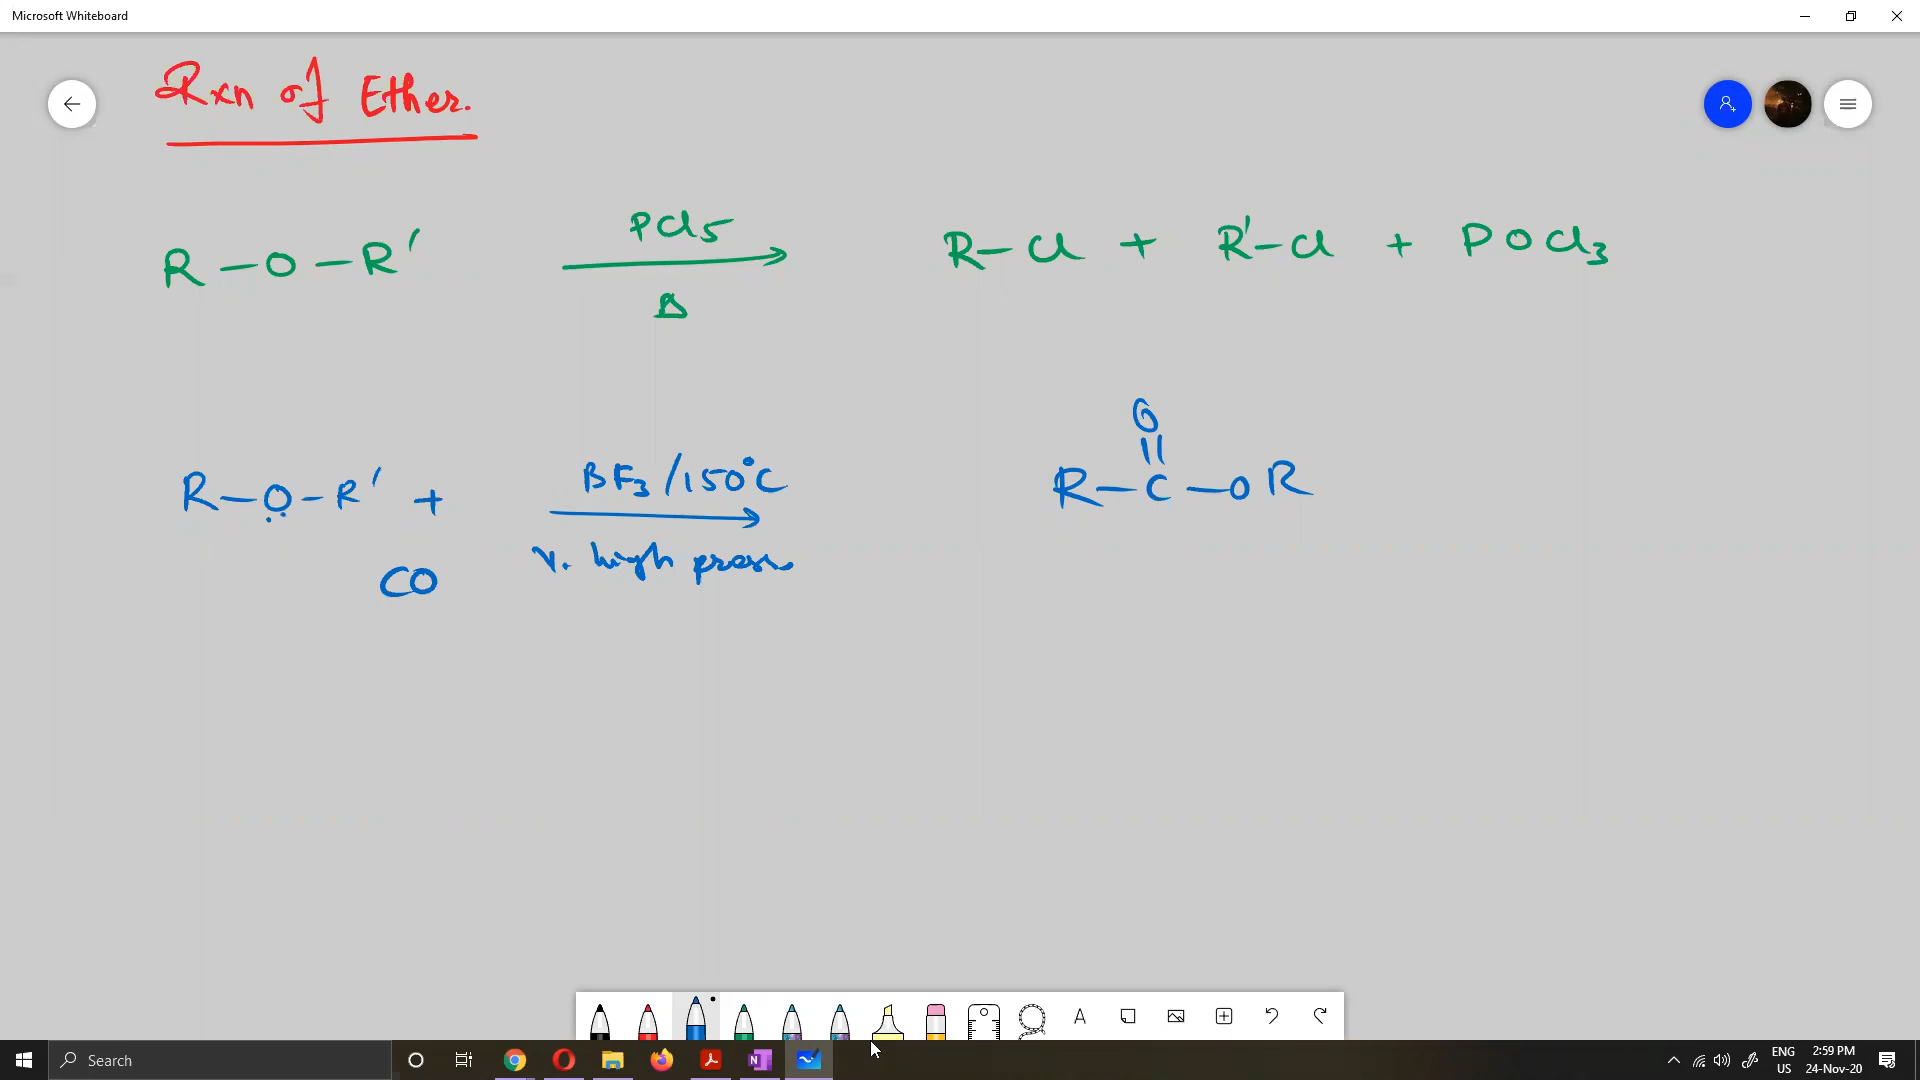 Microsoft Whiteboard
Rxn of Ether.
R–O–R' PCl5 Δ R–Cl + R'–Cl + POCl3
R–O–R' + CO BF3/150°C v. high press R–C–OR
O
Search
ENG
US
2:59 PM
24-Nov-20